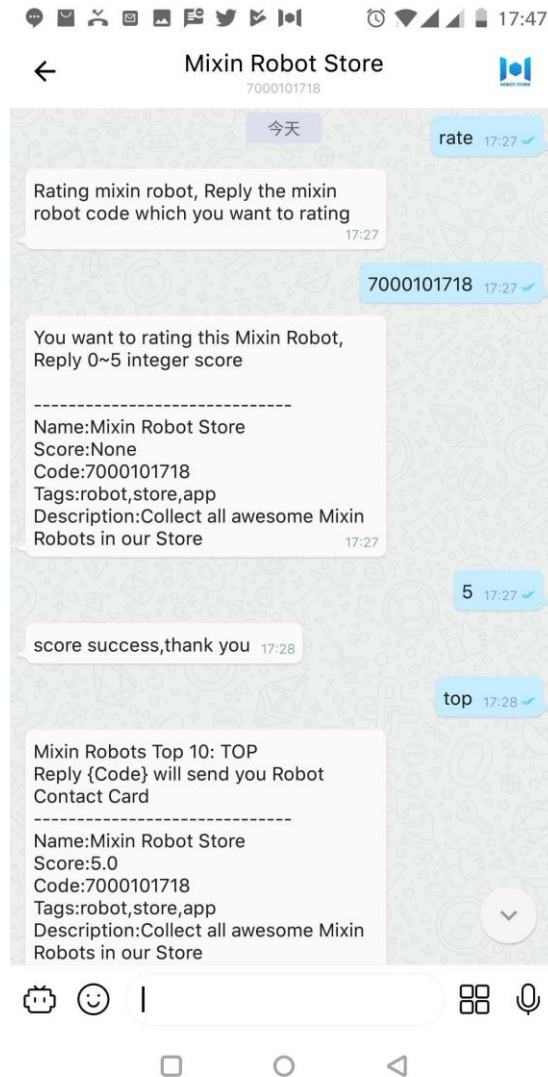 17:47
Mixin Robot Store
7000101718
ROBOT STORE
今天
rate 17:27
Rating mixin robot, Reply the mixin
robot code which you want to rating
17:27
7000101718 17:27
You want to rating this Mixin Robot,
Reply 0~5 integer score
------------------------------
Name:Mixin Robot Store
Score:None
Code:7000101718
Tags:robot,store,app
Description:Collect all awesome Mixin
Robots in our Store 17:27
5 17:27
score success,thank you 17:28
top 17:28
Mixin Robots Top 10: TOP
Reply {Code} will send you Robot
Contact Card
------------------------------
Name:Mixin Robot Store
Score:5.0
Code:7000101718
Tags:robot,store,app
Description:Collect all awesome Mixin
Robots in our Store